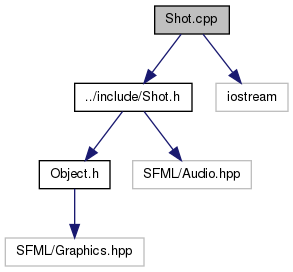 Shot.cpp
../include/Shot.h
iostream
Object.h
SFML/Audio.hpp
SFML/Graphics.hpp